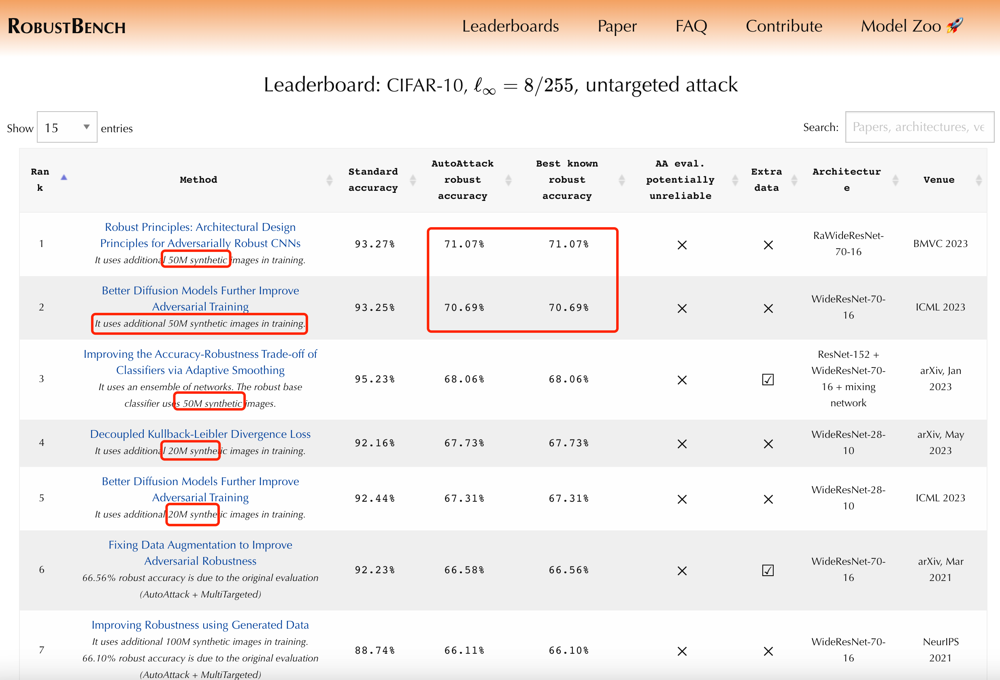 ROBUSTBENCH
Leaderboards Paper FAQ Contribute Model Zoo 🚀
Leaderboard: CIFAR-10, ℓ∞ = 8/255, untargeted attack
Show 15 entries
Search: Papers, architectures, ve
Ran
k
Method
Standard
accuracy
AutoAttack
robust
accuracy
Best known
robust
accuracy
AA eval.
potentially
unreliable
Extra
data
Architectur
e
Venue
1
Robust Principles: Architectural Design
Principles for Adversarially Robust CNNs
It uses additional 50M synthetic images in training.
93.27%
71.07%
71.07%
×
×
RaWideResNet-
70-16
BMVC 2023
2
Better Diffusion Models Further Improve
Adversarial Training
It uses additional 50M synthetic images in training.
93.25%
70.69%
70.69%
×
×
WideResNet-70-
16
ICML 2023
3
Improving the Accuracy-Robustness Trade-off of
Classifiers via Adaptive Smoothing
It uses an ensemble of networks. The robust base
classifier uses 50M synthetic images.
95.23%
68.06%
68.06%
×
☑
ResNet-152 +
WideResNet-70-
16 + mixing
network
arXiv, Jan
2023
4
Decoupled Kullback-Leibler Divergence Loss
It uses additional 20M synthetic images in training.
92.16%
67.73%
67.73%
×
×
WideResNet-28-
10
arXiv, May
2023
5
Better Diffusion Models Further Improve
Adversarial Training
It uses additional 20M synthetic images in training.
92.44%
67.31%
67.31%
×
×
WideResNet-28-
10
ICML 2023
6
Fixing Data Augmentation to Improve
Adversarial Robustness
66.56% robust accuracy is due to the original evaluation
(AutoAttack + MultiTargeted)
92.23%
66.58%
66.56%
×
☑
WideResNet-70-
16
arXiv, Mar
2021
7
Improving Robustness using Generated Data
It uses additional 100M synthetic images in training.
66.10% robust accuracy is due to the original evaluation
(AutoAttack + MultiTargeted)
88.74%
66.11%
66.10%
×
×
WideResNet-70-
16
NeurIPS
2021